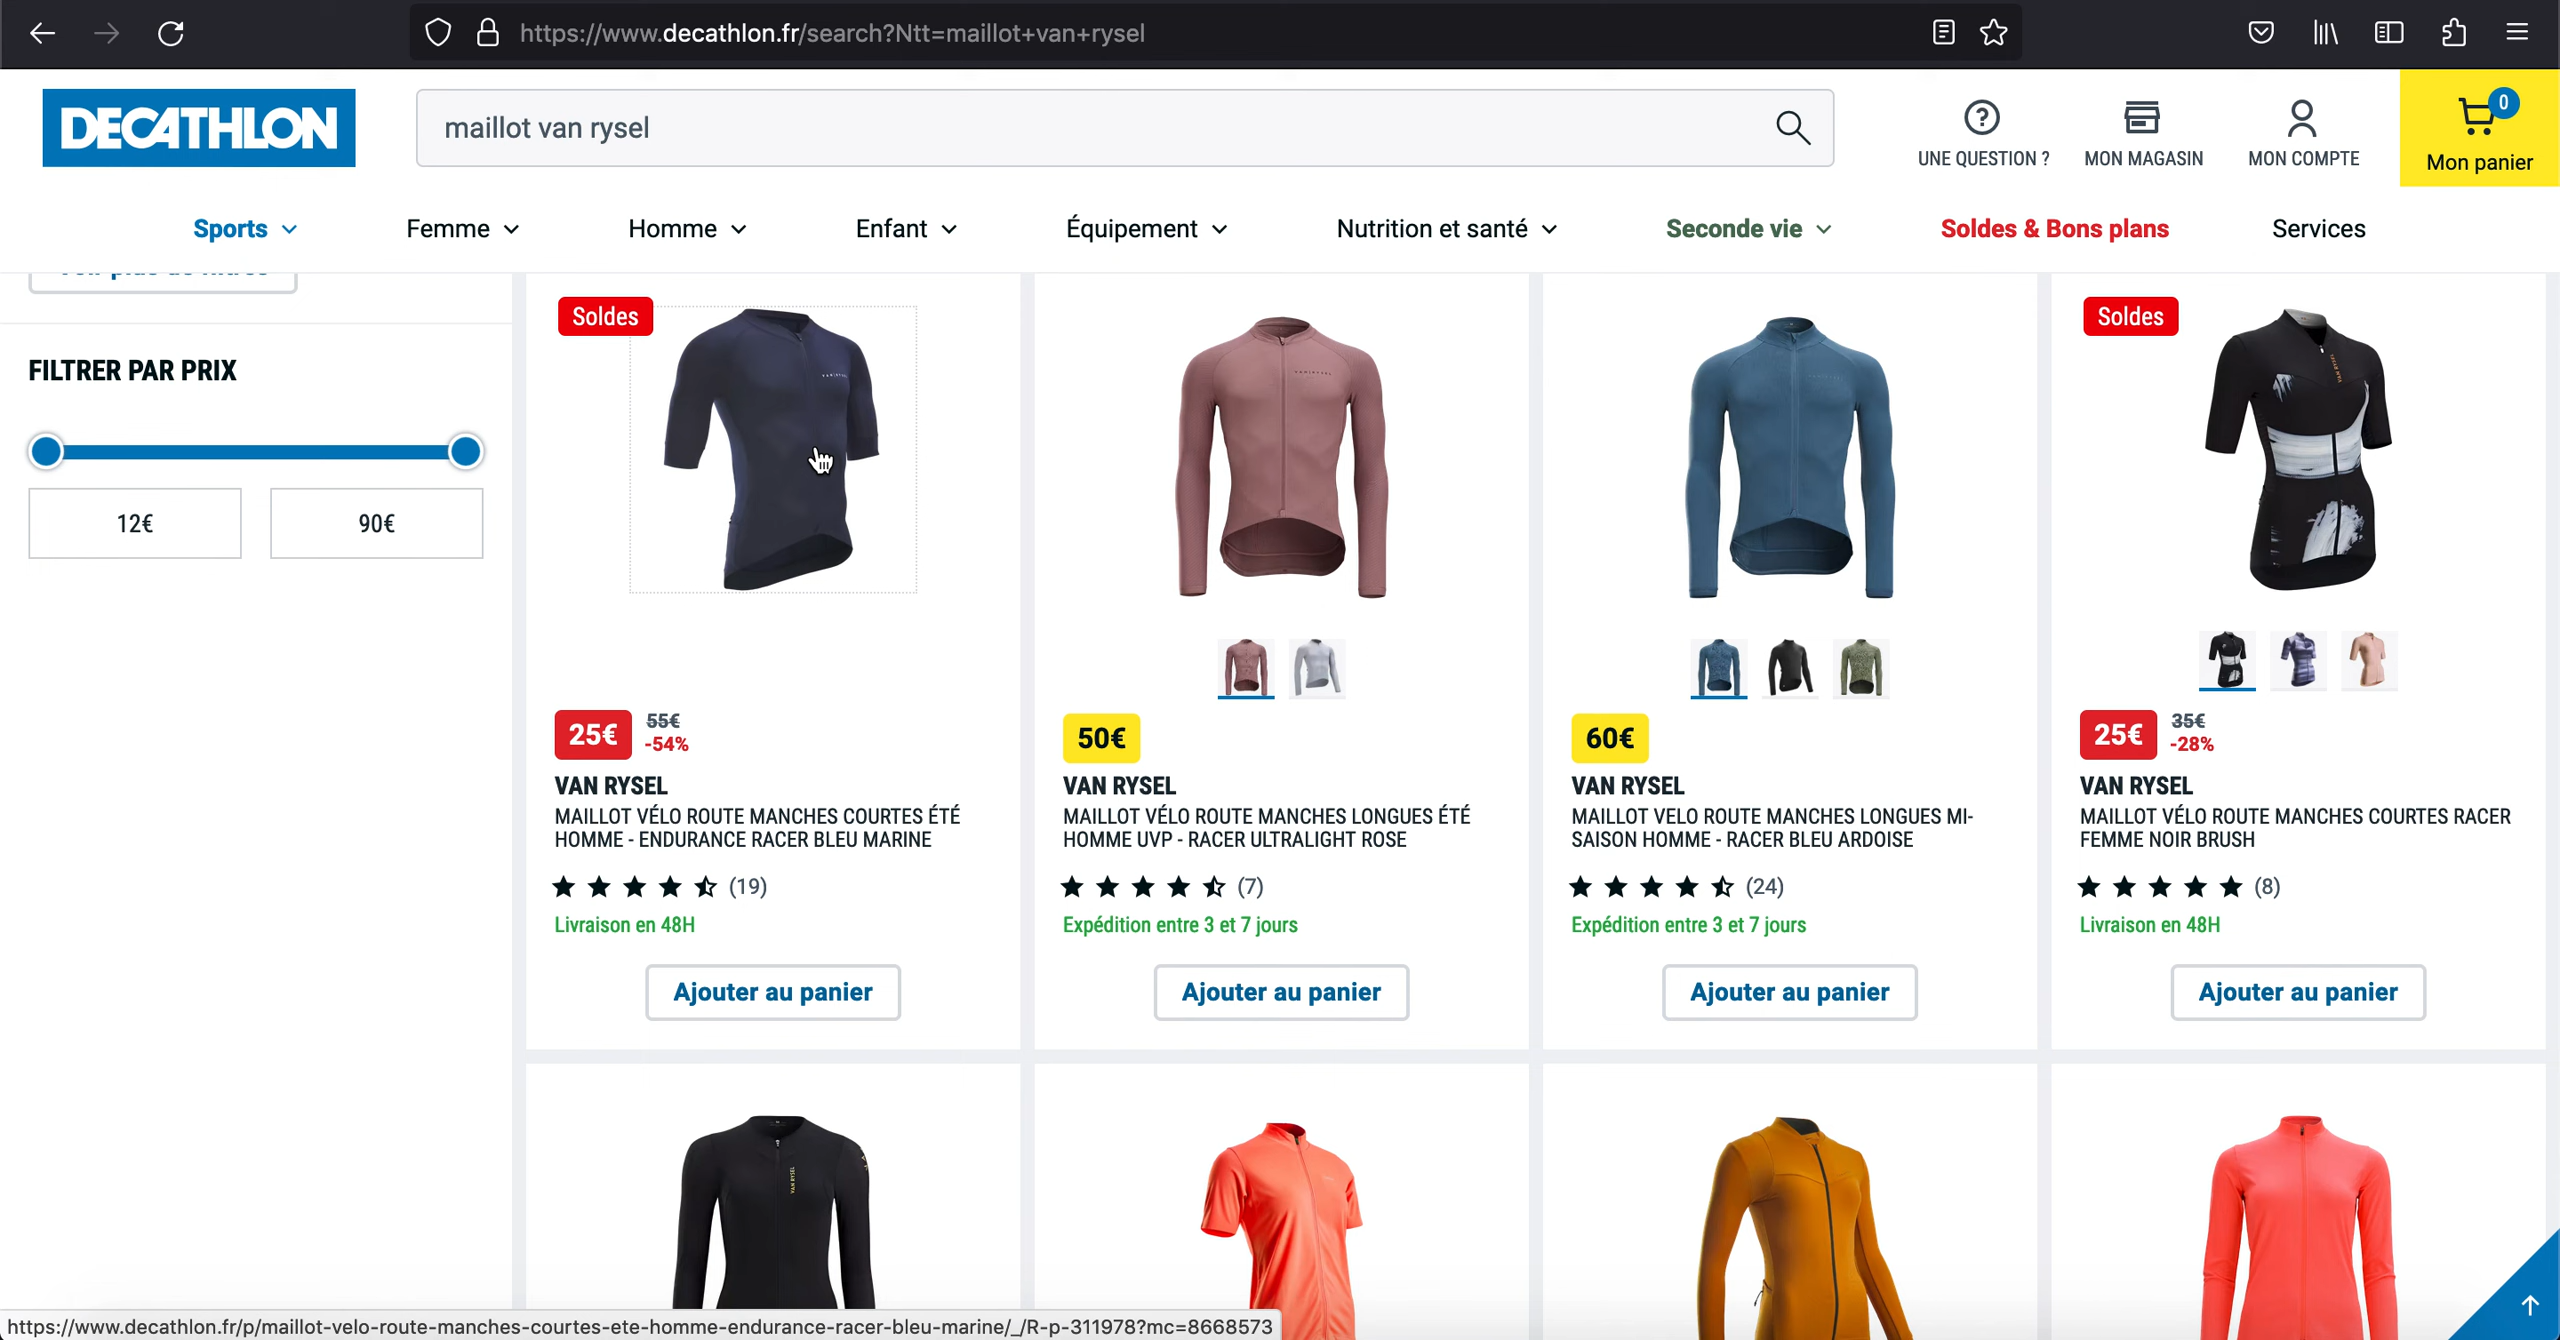 https://www.decathlon.fr/search?Ntt=maillot+van+rysel
DECATHLON
maillot van rysel
UNE QUESTION ?
MON MAGASIN
MON COMPTE
0
Mon panier
Sports
Femme
Homme
Enfant
Équipement
Nutrition et santé
Seconde vie
Soldes & Bons plans
Services
FILTRER PAR PRIX
12€
90€
Soldes
25€
55€
-54%
VAN RYSEL
MAILLOT VÉLO ROUTE MANCHES COURTES ÉTÉ
HOMME - ENDURANCE RACER BLEU MARINE
(19)
Livraison en 48H
Ajouter au panier
50€
VAN RYSEL
MAILLOT VÉLO ROUTE MANCHES LONGUES ÉTÉ
HOMME UVP - RACER ULTRALIGHT ROSE
(7)
Expédition entre 3 et 7 jours
Ajouter au panier
60€
VAN RYSEL
MAILLOT VELO ROUTE MANCHES LONGUES MI-
SAISON HOMME - RACER BLEU ARDOISE
(24)
Expédition entre 3 et 7 jours
Ajouter au panier
Soldes
VAN RYSEL
25€
35€
-28%
VAN RYSEL
MAILLOT VÉLO ROUTE MANCHES COURTES RACER
FEMME NOIR BRUSH
(8)
Livraison en 48H
Ajouter au panier
VAN RYSEL
https://www.decathlon.fr/p/maillot-velo-route-manches-courtes-ete-homme-endurance-racer-bleu-marine/_/R-p-311978?mc=8668573